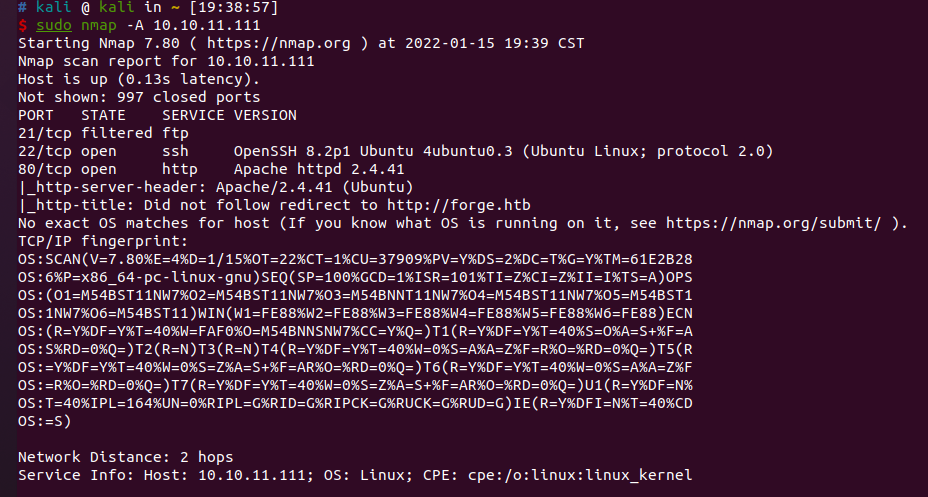 # kali @ kali in ~ [19:38:57]
$ sudo nmap -A 10.10.11.111
Starting Nmap 7.80 ( https://nmap.org ) at 2022-01-15 19:39 CST
Nmap scan report for 10.10.11.111
Host is up (0.13s latency).
Not shown: 997 closed ports
PORT   STATE    SERVICE VERSION
21/tcp filtered ftp
22/tcp open     ssh     OpenSSH 8.2p1 Ubuntu 4ubuntu0.3 (Ubuntu Linux; protocol 2.0)
80/tcp open     http    Apache httpd 2.4.41
|_http-server-header: Apache/2.4.41 (Ubuntu)
|_http-title: Did not follow redirect to http://forge.htb
No exact OS matches for host (If you know what OS is running on it, see https://nmap.org/submit/ ).
TCP/IP fingerprint:
OS:SCAN(V=7.80%E=4%D=1/15%OT=22%CT=1%CU=37909%PV=Y%DS=2%DC=T%G=Y%TM=61E2B28
OS:6%P=x86_64-pc-linux-gnu)SEQ(SP=100%GCD=1%ISR=101%TI=Z%CI=Z%II=I%TS=A)OPS
OS:(O1=M54BST11NW7%O2=M54BST11NW7%O3=M54BNNT11NW7%O4=M54BST11NW7%O5=M54BST1
OS:1NW7%O6=M54BST11)WIN(W1=FE88%W2=FE88%W3=FE88%W4=FE88%W5=FE88%W6=FE88)ECN
OS:(R=Y%DF=Y%T=40%W=FAF0%O=M54BNNSNW7%CC=Y%Q=)T1(R=Y%DF=Y%T=40%S=O%A=S+%F=A
OS:S%RD=0%Q=)T2(R=N)T3(R=N)T4(R=Y%DF=Y%T=40%W=0%S=A%A=Z%F=R%O=%RD=0%Q=)T5(R
OS:=Y%DF=Y%T=40%W=0%S=Z%A=S+%F=AR%O=%RD=0%Q=)T6(R=Y%DF=Y%T=40%W=0%S=A%A=Z%F
OS:=R%O=%RD=0%Q=)T7(R=Y%DF=Y%T=40%W=0%S=Z%A=S+%F=AR%O=%RD=0%Q=)U1(R=Y%DF=N%
OS:T=40%IPL=164%UN=0%RIPL=G%RID=G%RIPCK=G%RUCK=G%RUD=G)IE(R=Y%DFI=N%T=40%CD
OS:=S)
Network Distance: 2 hops
Service Info: Host: 10.10.11.111; OS: Linux; CPE: cpe:/o:linux:linux_kernel